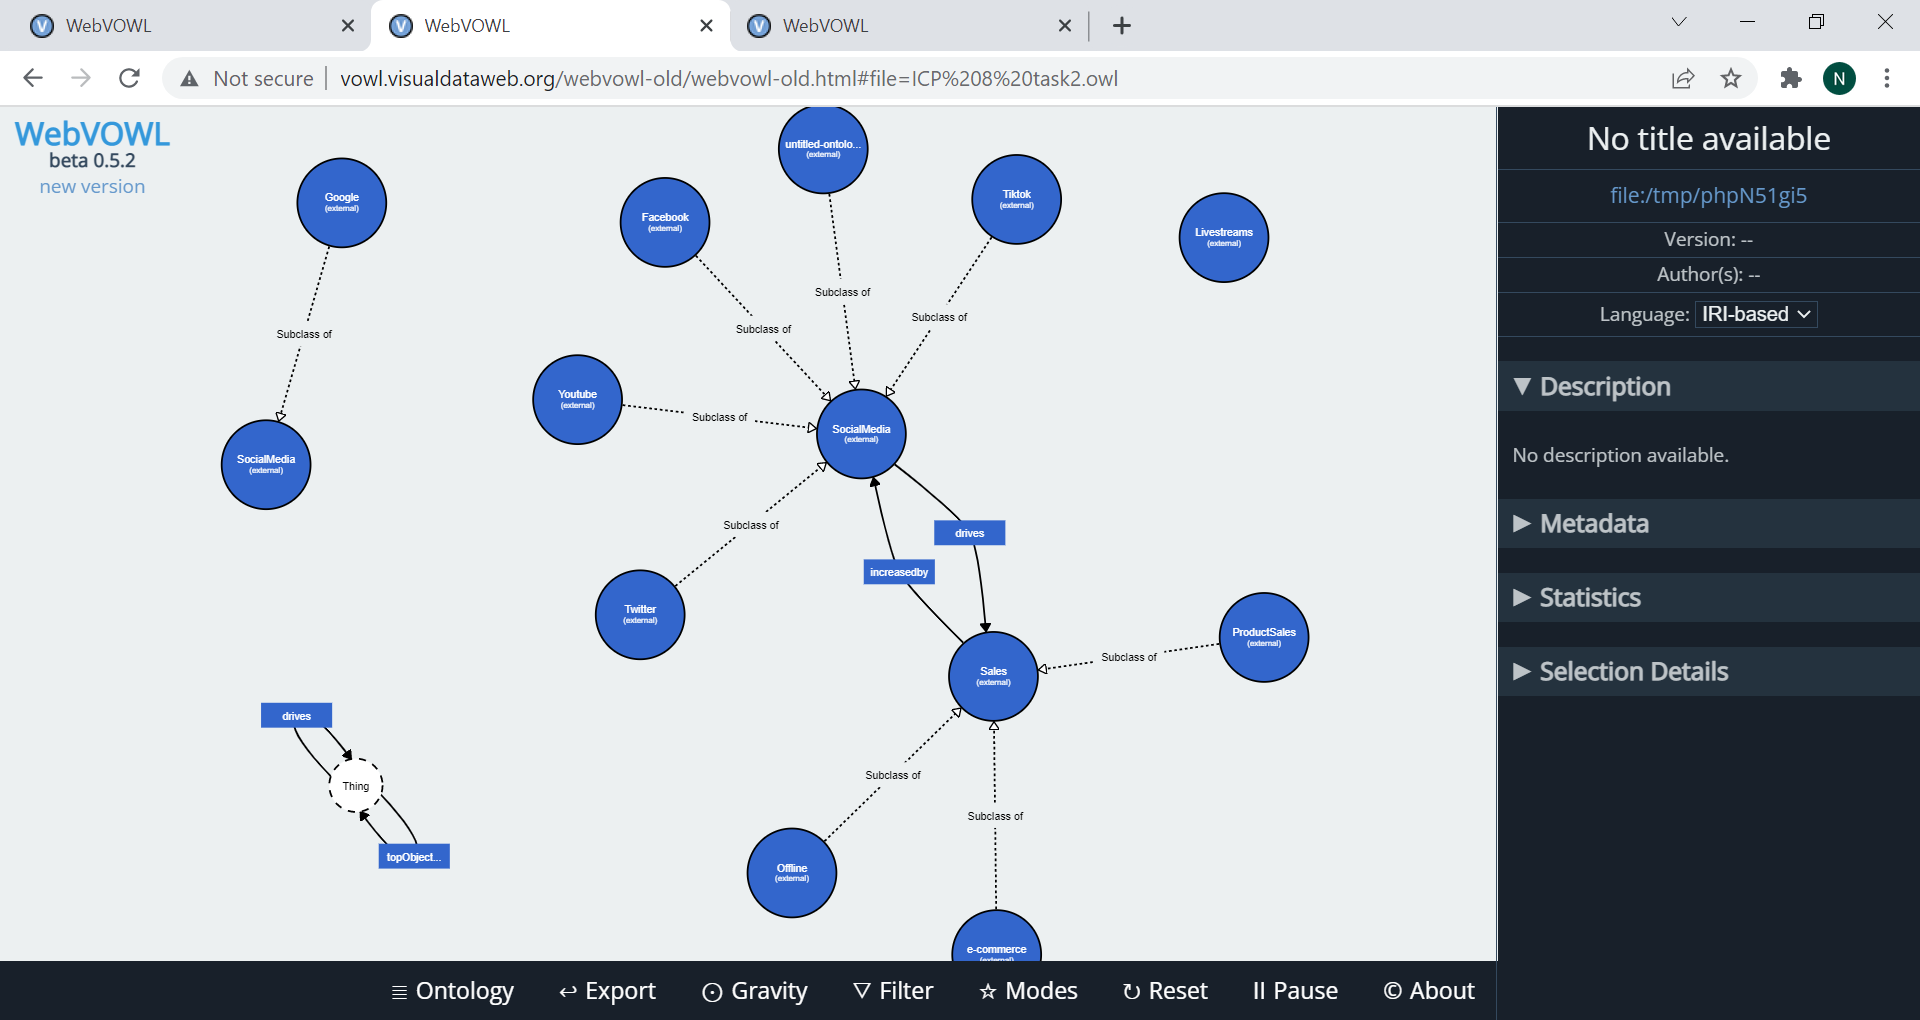 WebVOWL
WebVOWL
WebVOWL
Not secure
vowl.visualdataweb.org/webvowl-old/webvowl-old.html#file=ICP%208%20task2.owl
N
WebVOWL
beta 0.5.2
new version
Google
(external)
Subclass of
SocialMedia
(external)
untitled-ontolo...
(external)
Facebook
(external)
Tiktok
(external)
Livestreams
(external)
Subclass of
Subclass of
Subclass of
Youtube
(external)
Subclass of
SocialMedia
(external)
Subclass of
drives
increasedby
Twitter
(external)
ProductSales
(external)
Subclass of
Sales
(external)
drives
Thing
topObject...
Subclass of
Subclass of
Offline
(external)
e-commerce
(external)
No title available
file:/tmp/phpN51gi5
Version: --
Author(s): --
Language: IRI-based
Description
No description available.
Metadata
Statistics
Selection Details
Ontology
Export
Gravity
Filter
Modes
Reset
Pause
© About